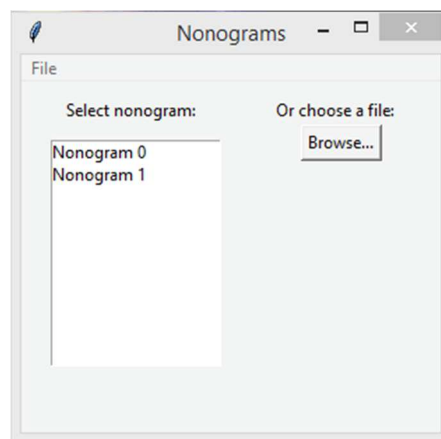 Nonograms
File
Select nonogram:
Or choose a file:
Browse...
Nonogram 0
Nonogram 1